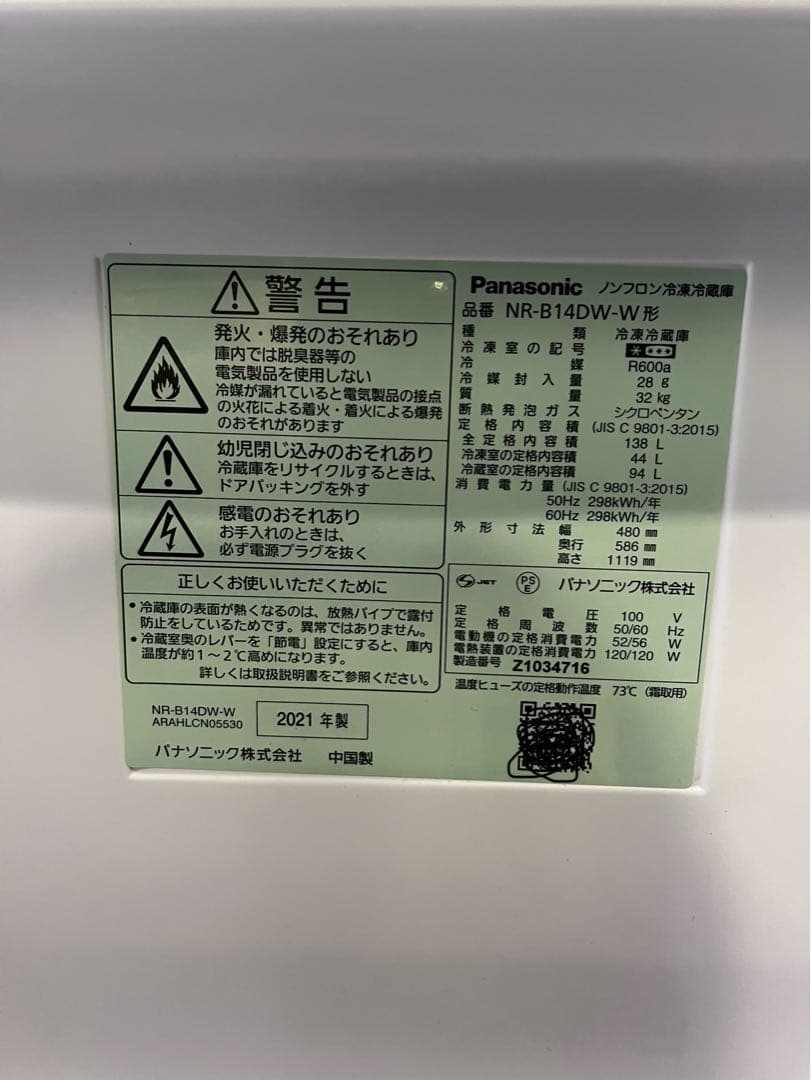 警告
発火・爆発のおそれあり
庫内では脱臭器等の
電気製品を使用しない
冷媒が漏れていると電気製品の接点
の火花による着火・着火による爆発
のおそれがあります
幼児閉じ込みのおそれあり
冷蔵庫をリサイクルするときは、
ドアパッキングを外す
感電のおそれあり
お手入れのときは、
必ず電源プラグを抜く
正しくお使いいただくために
•冷蔵庫の表面が熱くなるのは、放熱パイプで露付
防止をしているためです。異常ではありません。
•冷蔵室奥のレバーを「節電」設定にすると、庫内
温度が約1~2℃高めになります。
詳しくは取扱説明書をご参照ください。
NR-B14DW-W
ARAHLCN05530
2021 年製
パナソニック株式会社 中国製
Panasonic ノンフロン冷凍冷蔵庫
品番 NR-B14DW-W形
種類 冷凍冷蔵庫
冷凍室の記号
冷媒 R600a
冷媒封入量 28 g
質量 32 kg
断熱発泡ガス シクロペンタン
定格内容積 (JIS C 9801-3:2015)
全定格内容積 138 L
冷凍室の定格内容積 44 L
冷蔵室の定格内容積 94 L
消費電力量 (JIS C 9801-3:2015)
50Hz 298kWh/年
60Hz 298kWh/年
外形寸法 幅 480 ㎜
奥行 586 ㎜
高さ 1119 ㎜
JET PS E パナソニック株式会社
定格電圧 100 V
定格周波数 50/60 Hz
電動機の定格消費電力 52/56 W
電熱装置の定格消費電力 120/120 W
製造番号 Z1034716
温度ヒューズの定格動作温度 73℃ (霜取用)